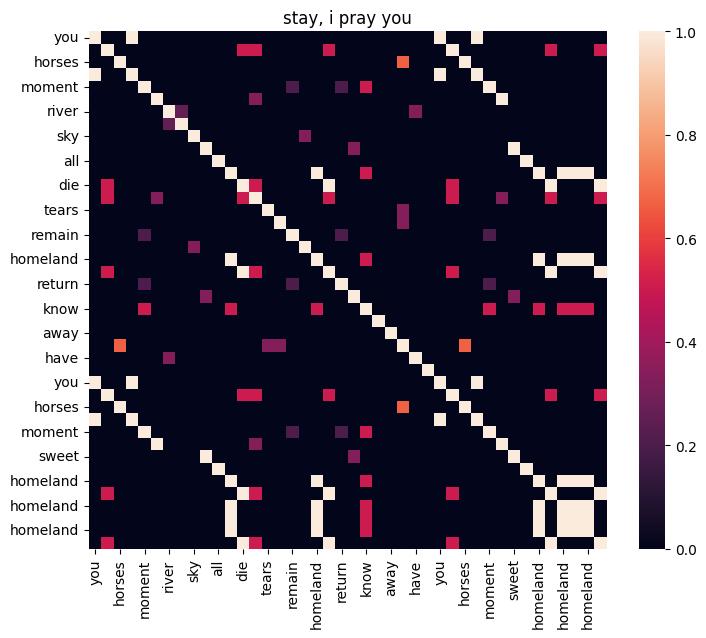 stay, i pray you
you
horses
moment
river
sky
all
die
tears
remain
homeland
return
know
away
have
you
horses
moment
sweet
homeland
homeland
homeland
1.0
0.8
0.6
0.4
0.2
0.0
you
horses
moment
river
sky
all
die
tears
remain
homeland
return
know
away
have
you
horses
moment
sweet
homeland
homeland
homeland